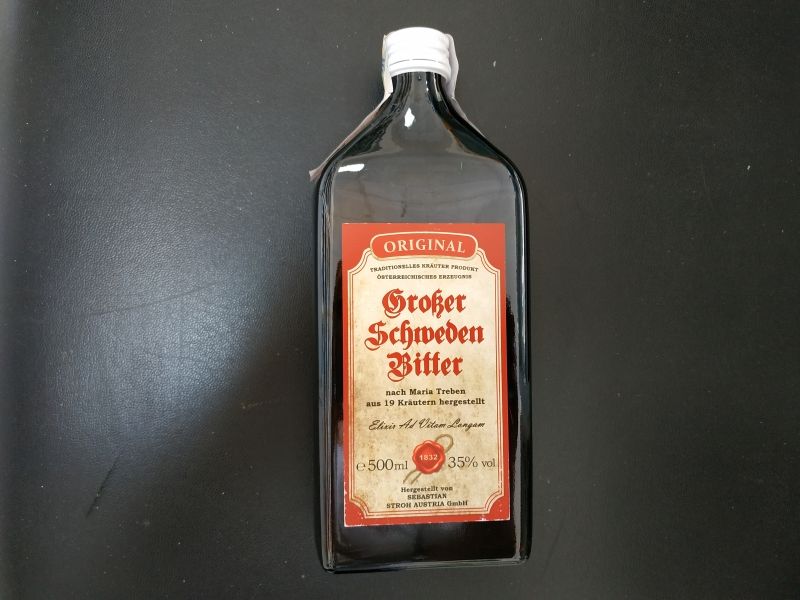 ORIGINAL
TRADITIONELLES KRÄUTER PRODUKT
ÖSTERREICHISCHES ERZEUGNIS
Großer
Schweden
Bitter
nach Maria Treben
aus 19 Kräutern hergestellt
Elixir Ad Vitam Longam
e 500ml 1832 35% vol
Hergestellt von
SEBASTIAN
STROH AUSTRIA GmbH